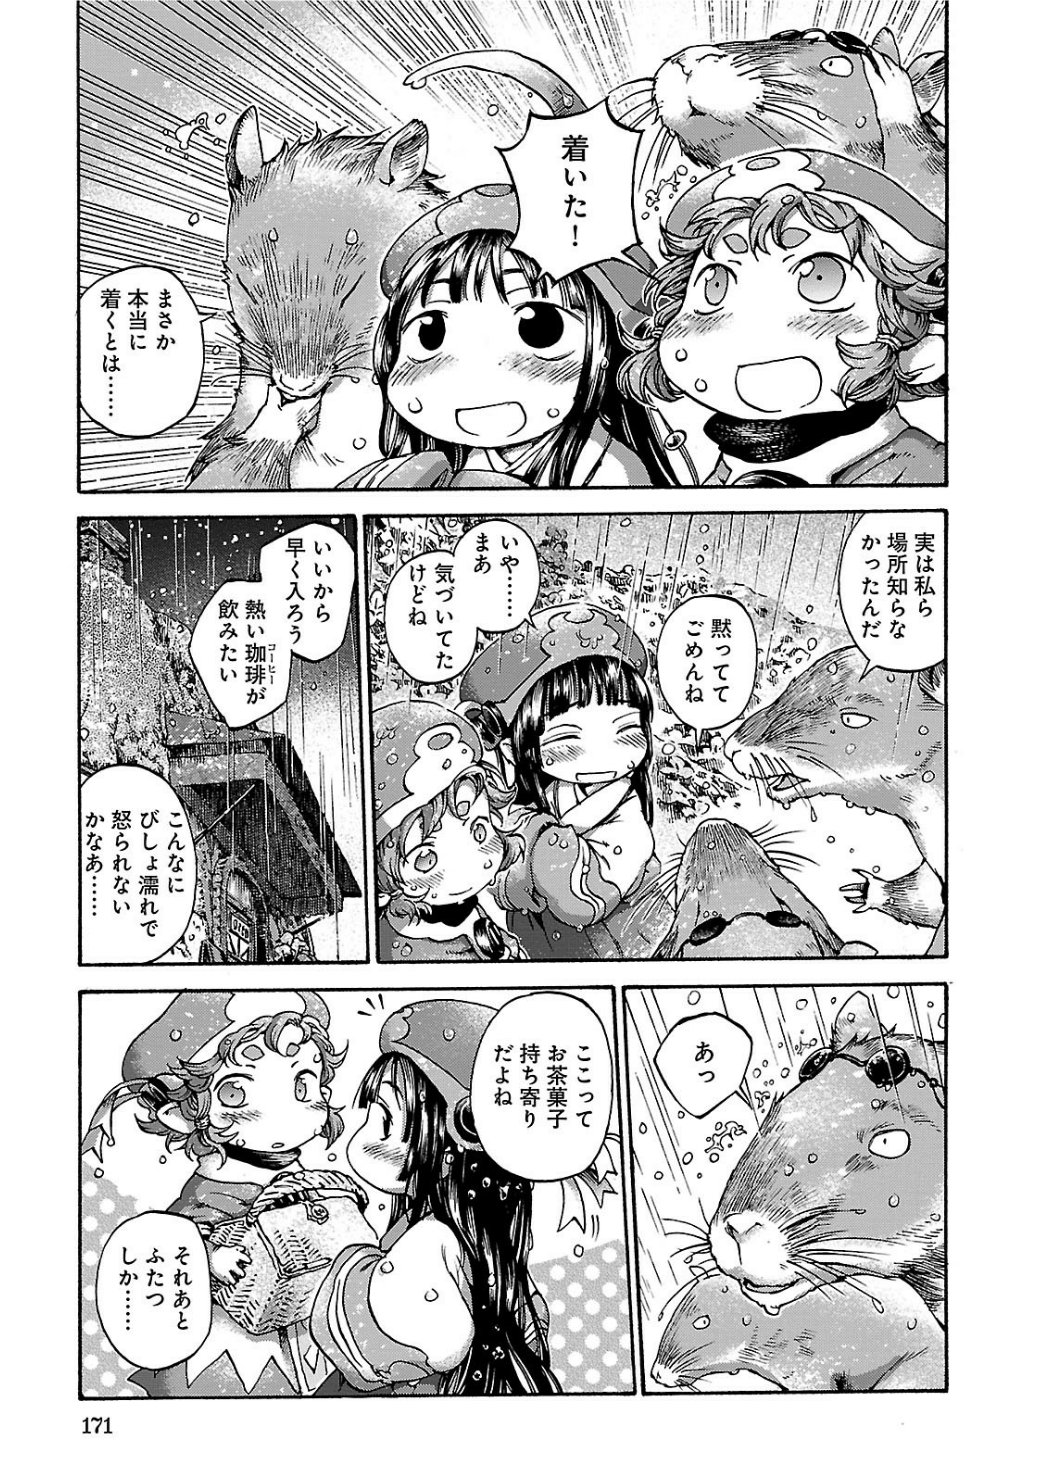 着いた！
まさか
本当に
着くとは……
実は私ら
場所知らな
かったんだ
黙ってて
ごめんね
いや……
まあ
気づいてた
けどね
いいから
早く入ろう
熱い珈琲が
コーヒー
飲みたい
こんなに
びしょ濡れで
怒られない
かなあ……
あっ
ここって
お茶菓子
持ち寄り
だよね
それあと
ふたつ
しか……
171